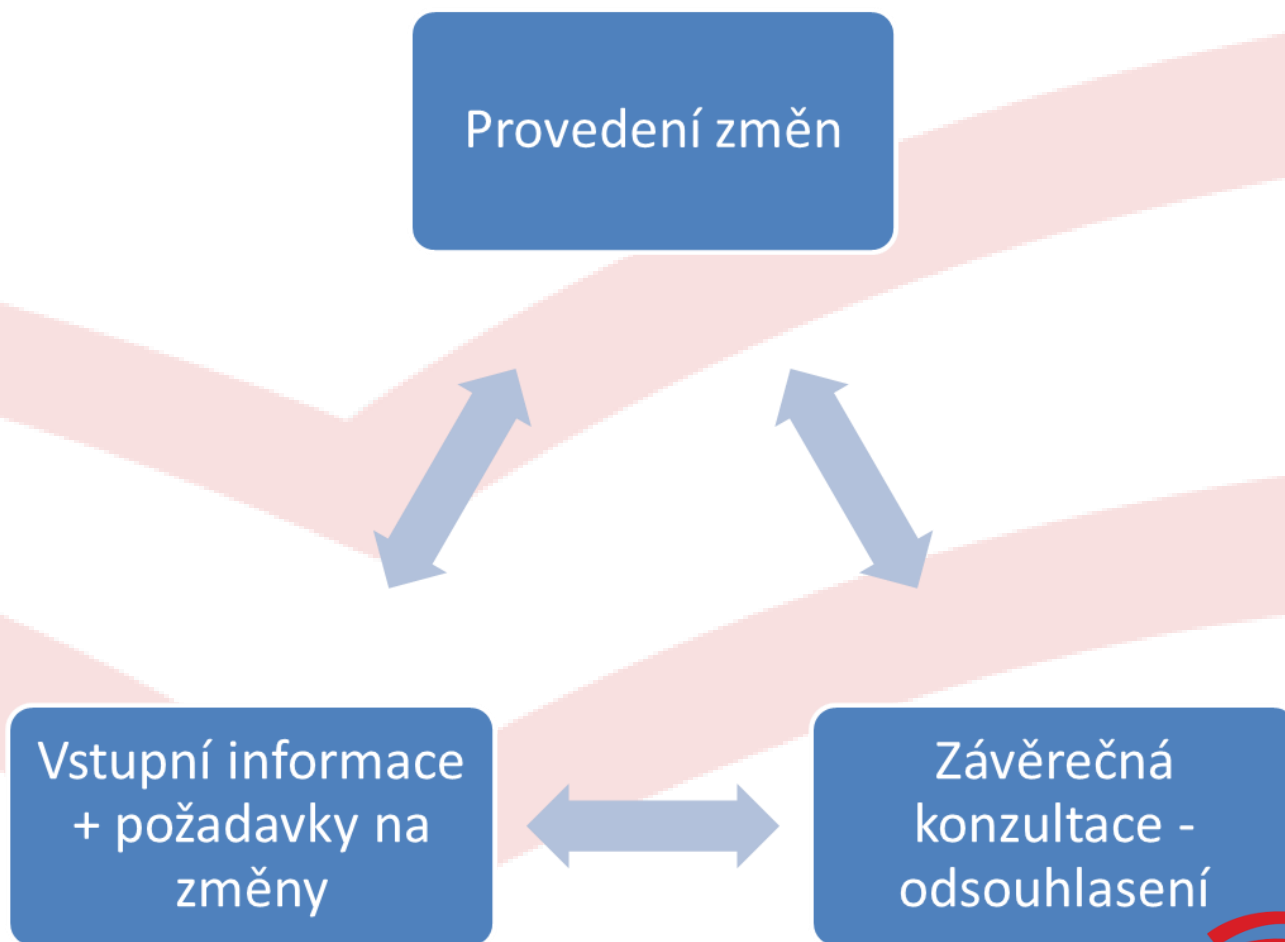 Provedení změn
Vstupní informace
+ požadavky na
změny
Závěrečná
konzultace -
odsouhlasení